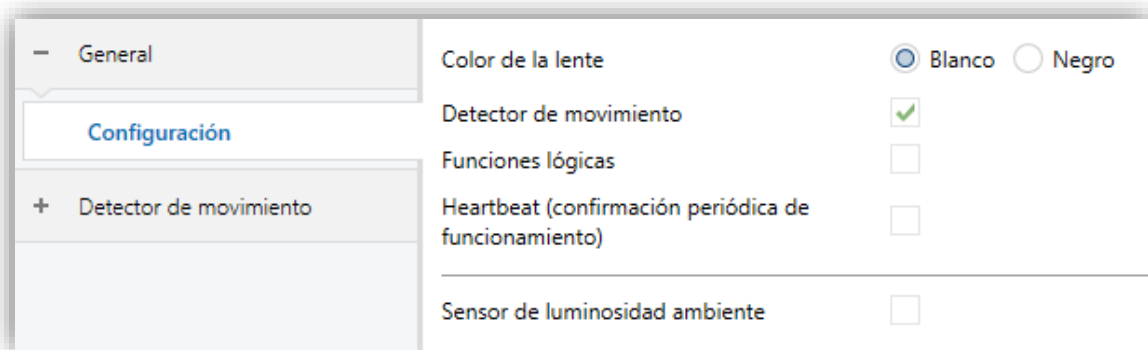 General
Configuración
Detector de movimiento
Color de la lente Blanco Negro
Detector de movimiento
Funciones lógicas
Heartbeat (confirmación periódica de
funcionamiento)
Sensor de luminosidad ambiente